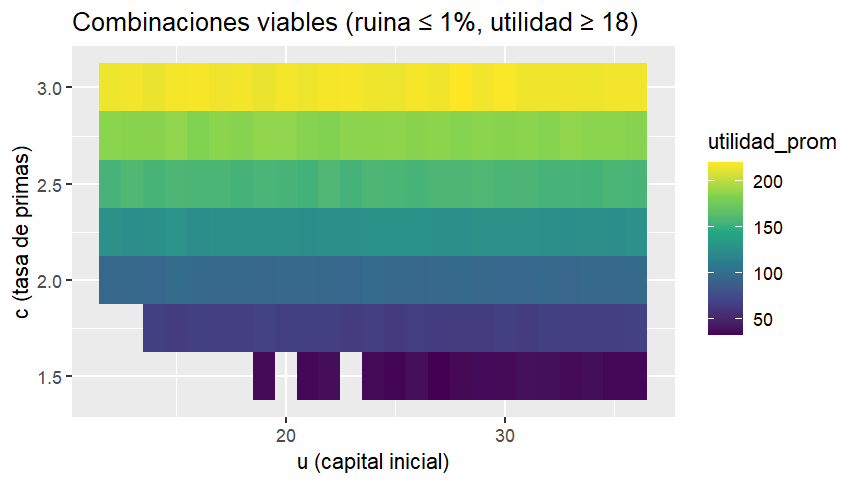 Combinaciones viables (ruina ≤ 1%, utilidad ≥ 18)
c (tasa de primas)
3.0
2.5
2.0
1.5
20
30
u (capital inicial)
utilidad_prom
200
150
100
50